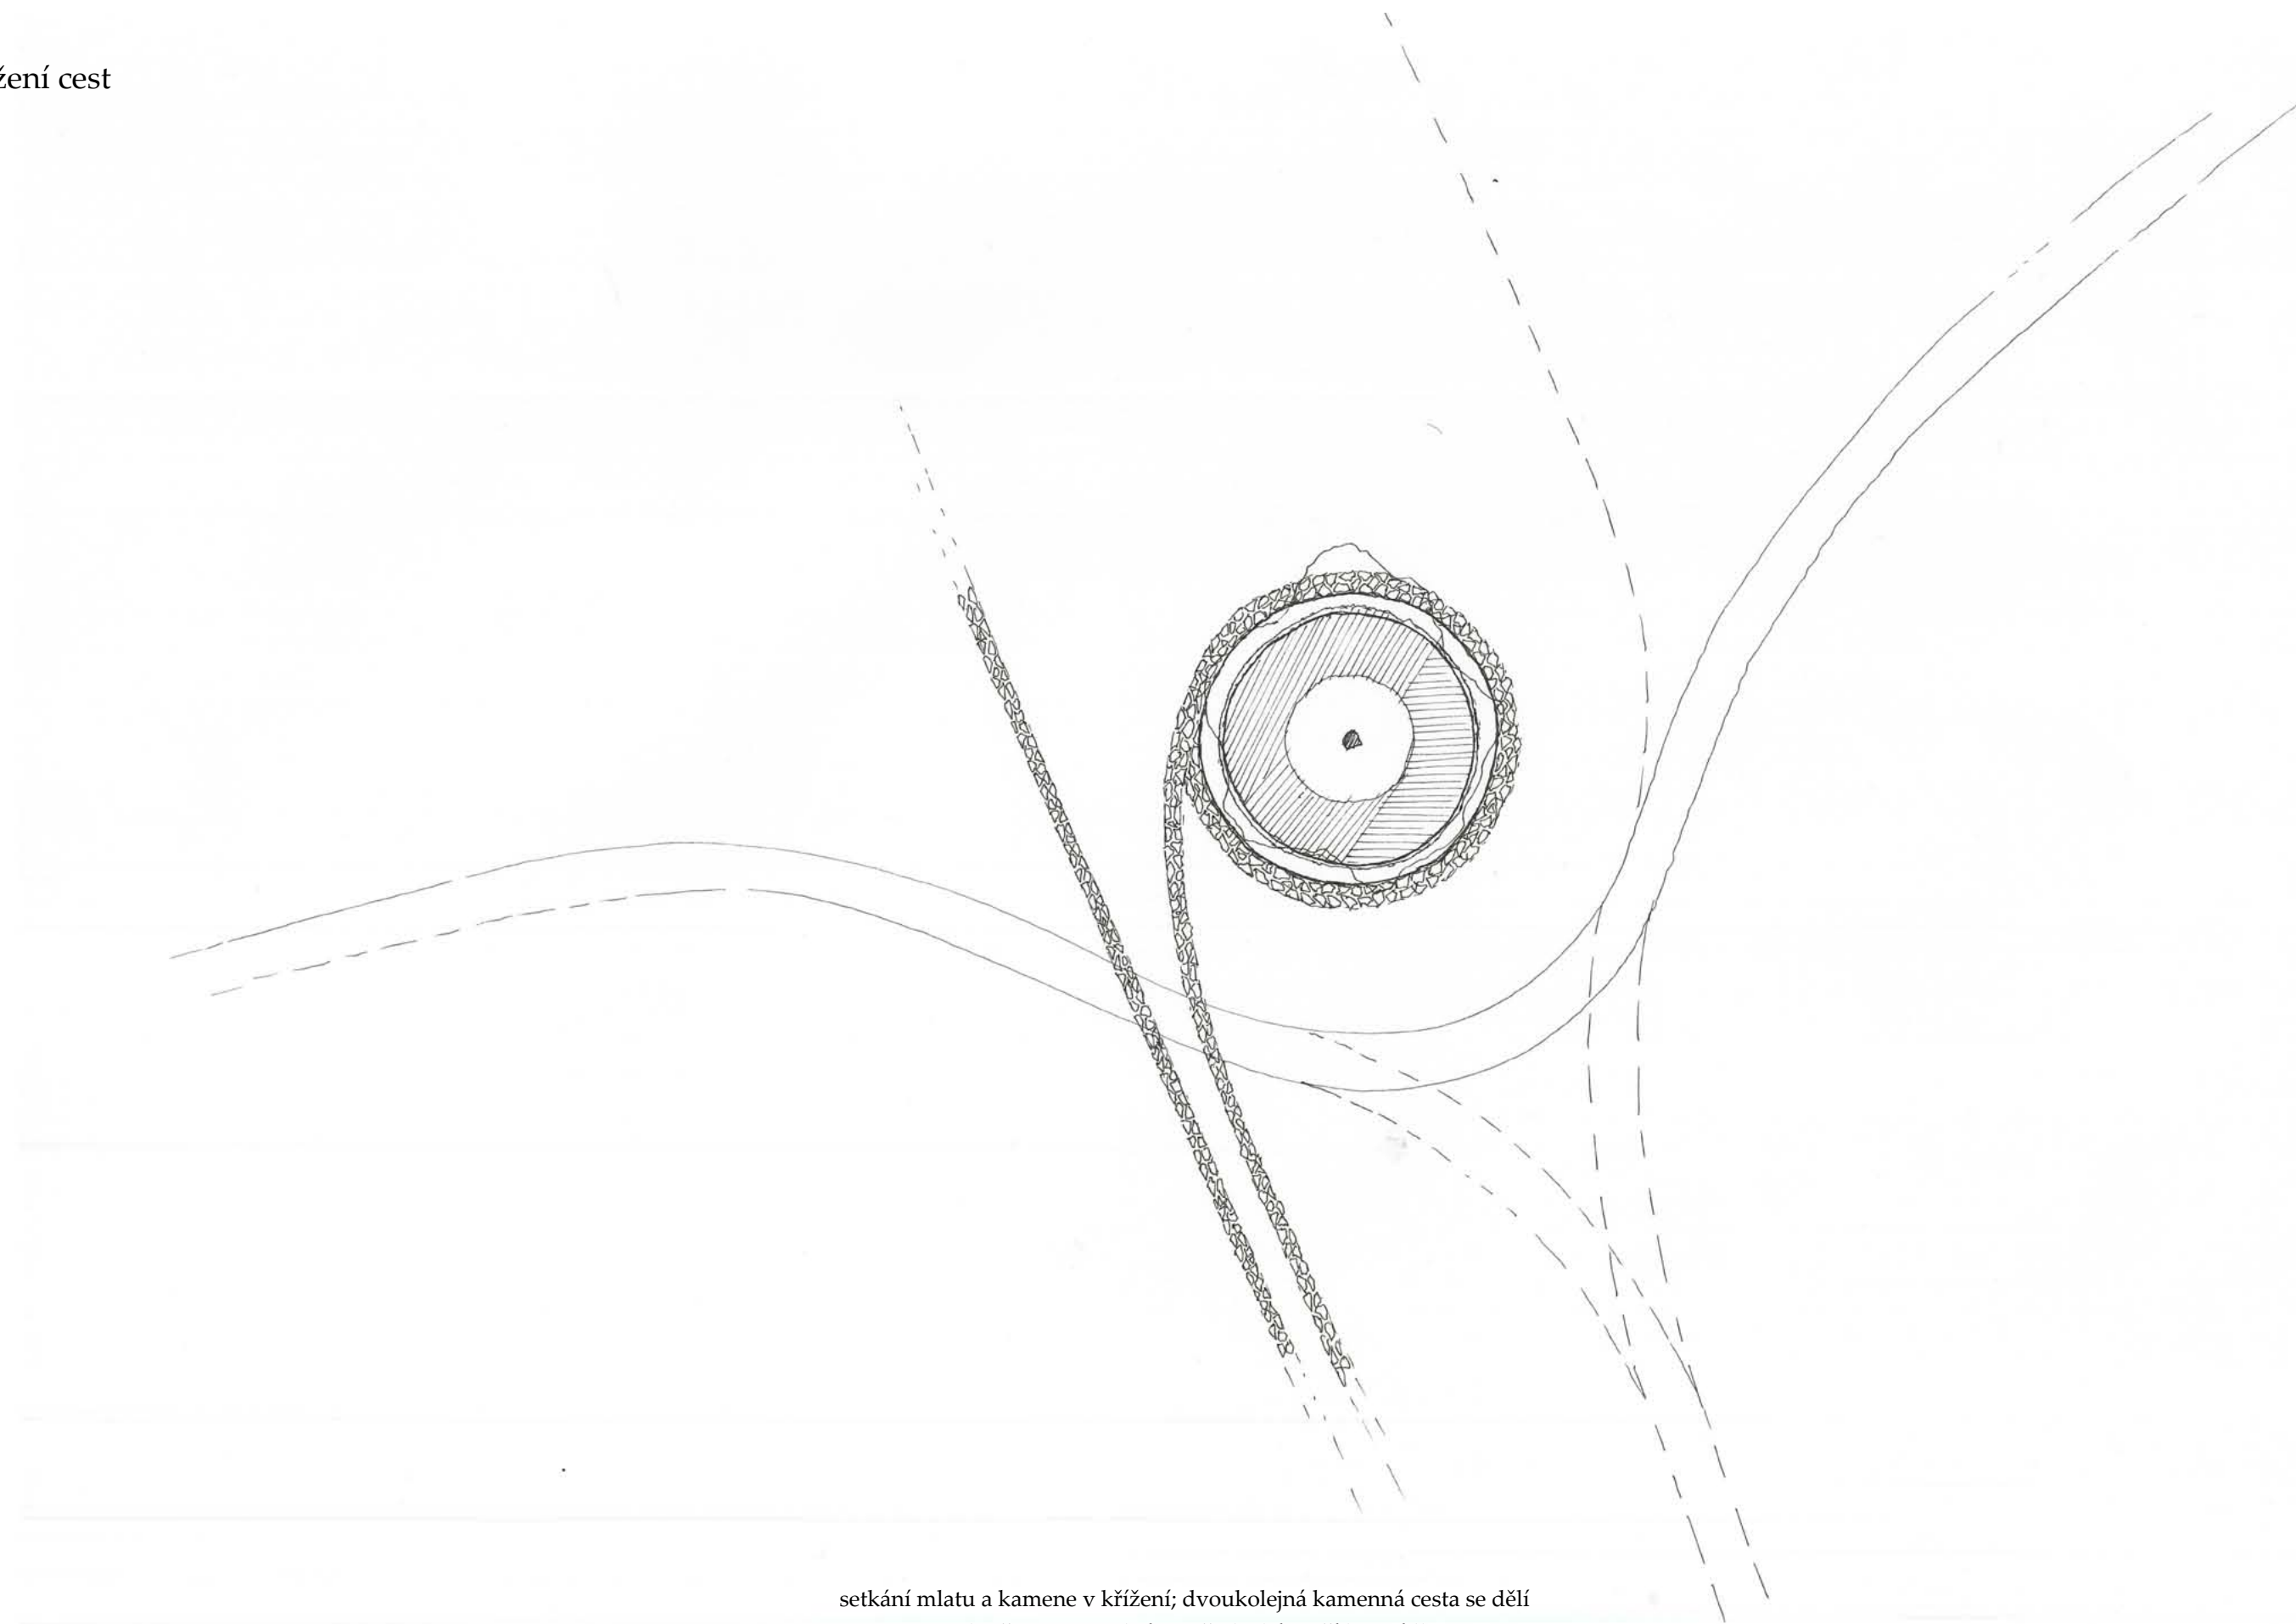 žení cest
setkání mlatu a kamene v křížení; dvoukolejná kamenná cesta se dělí